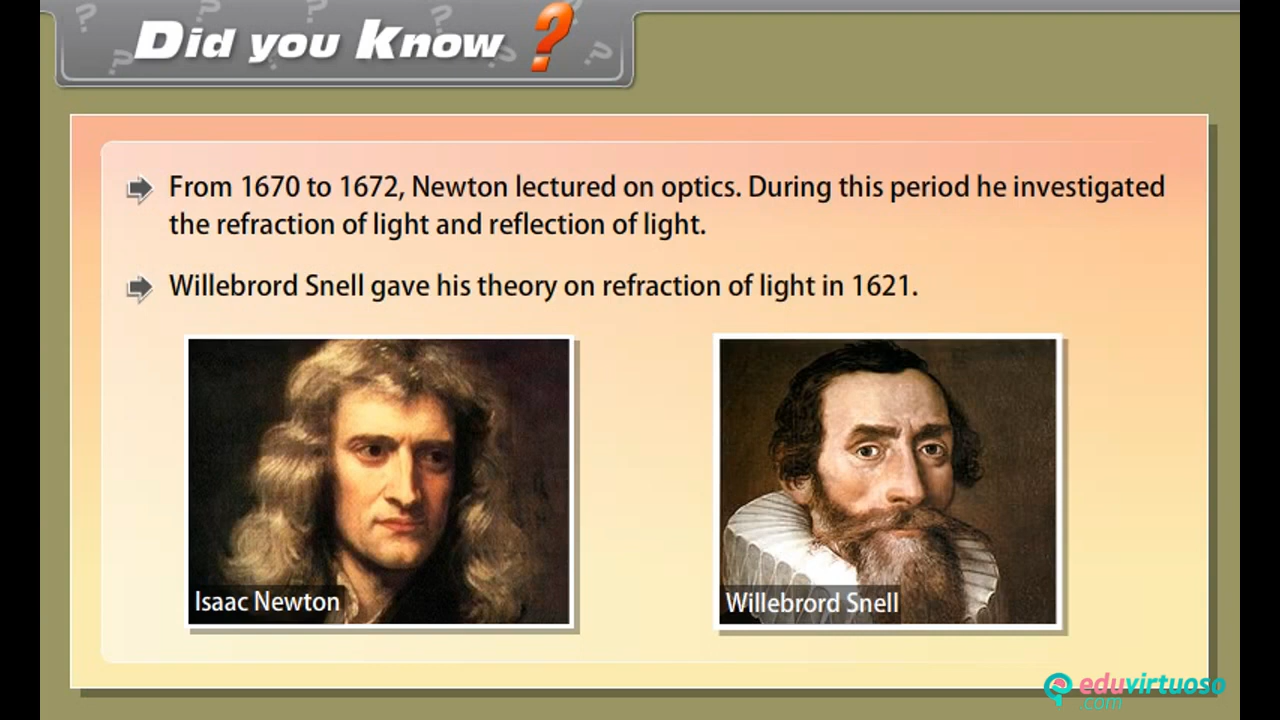 Did you Know ?
From 1670 to 1672, Newton lectured on optics. During this period he investigated
the refraction of light and reflection of light.
Willebrord Snell gave his theory on refraction of light in 1621.
Isaac Newton
Willebrord Snell
eduvirtuoso
.com